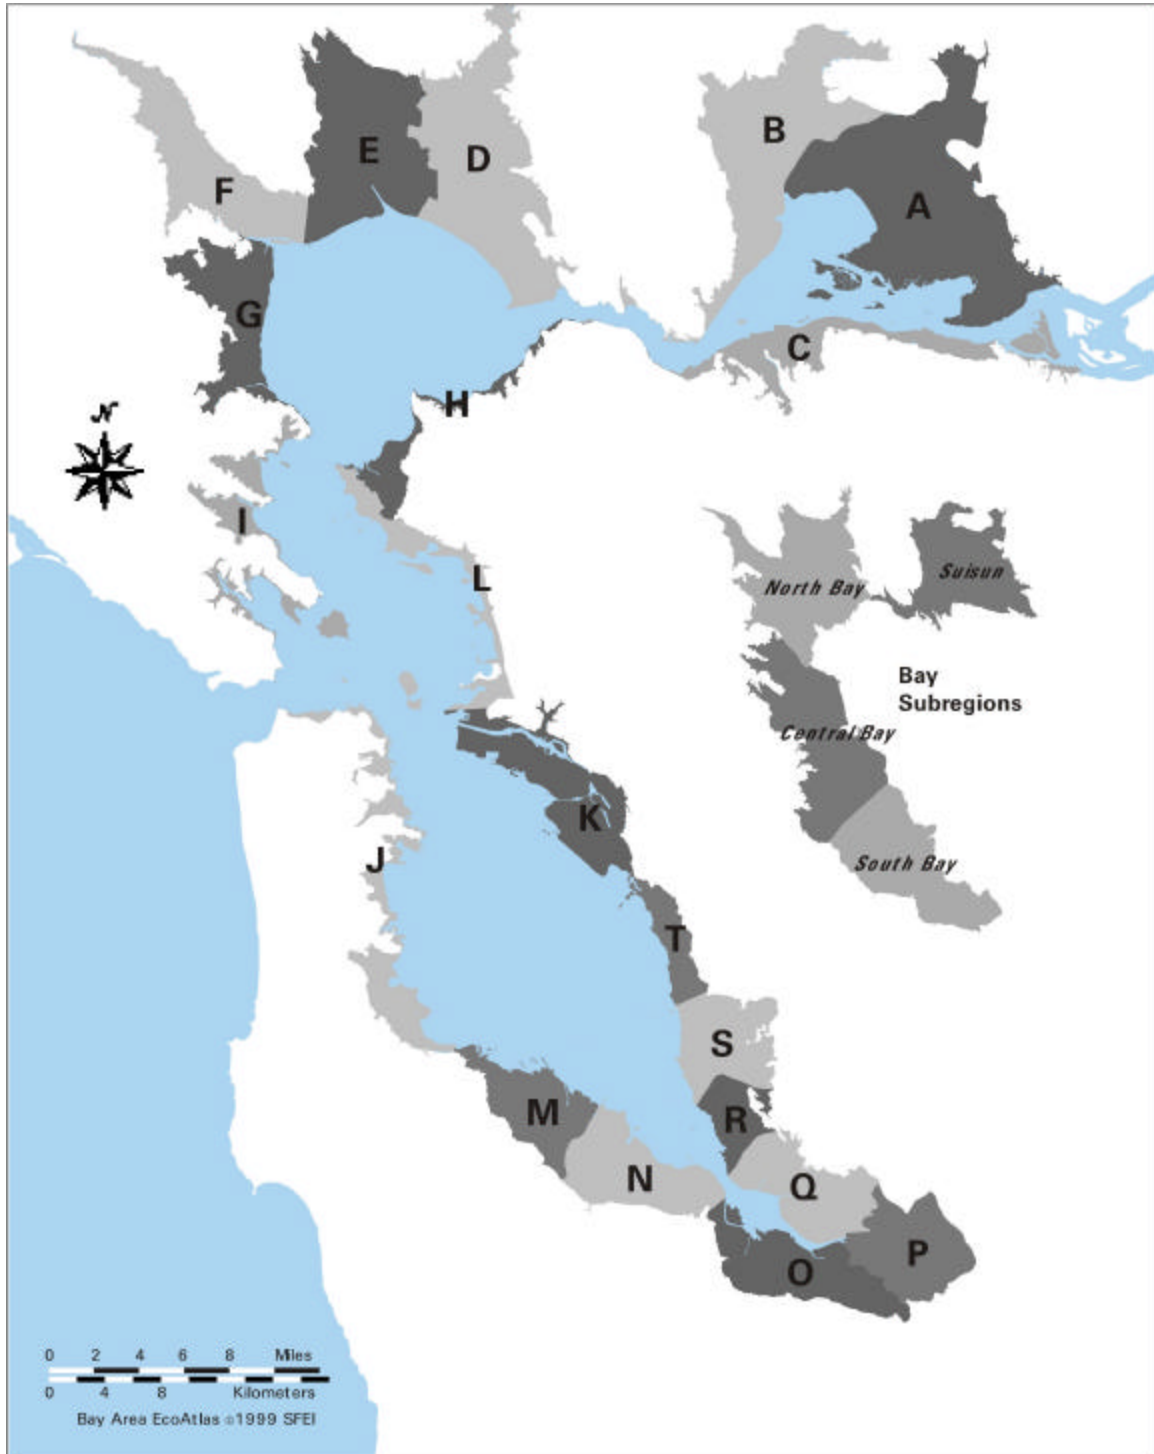 B
E
D
F
A
G
C
H
N
I
North Bay
Suisun
L
Bay
Subregions
Central Bay
K
J
South Bay
T
S
M
R
N
Q
P
O
0 2 4 6 8 Miles
0 4 8 Kilometers
Bay Area EcoAtlas ©1999 SFEI